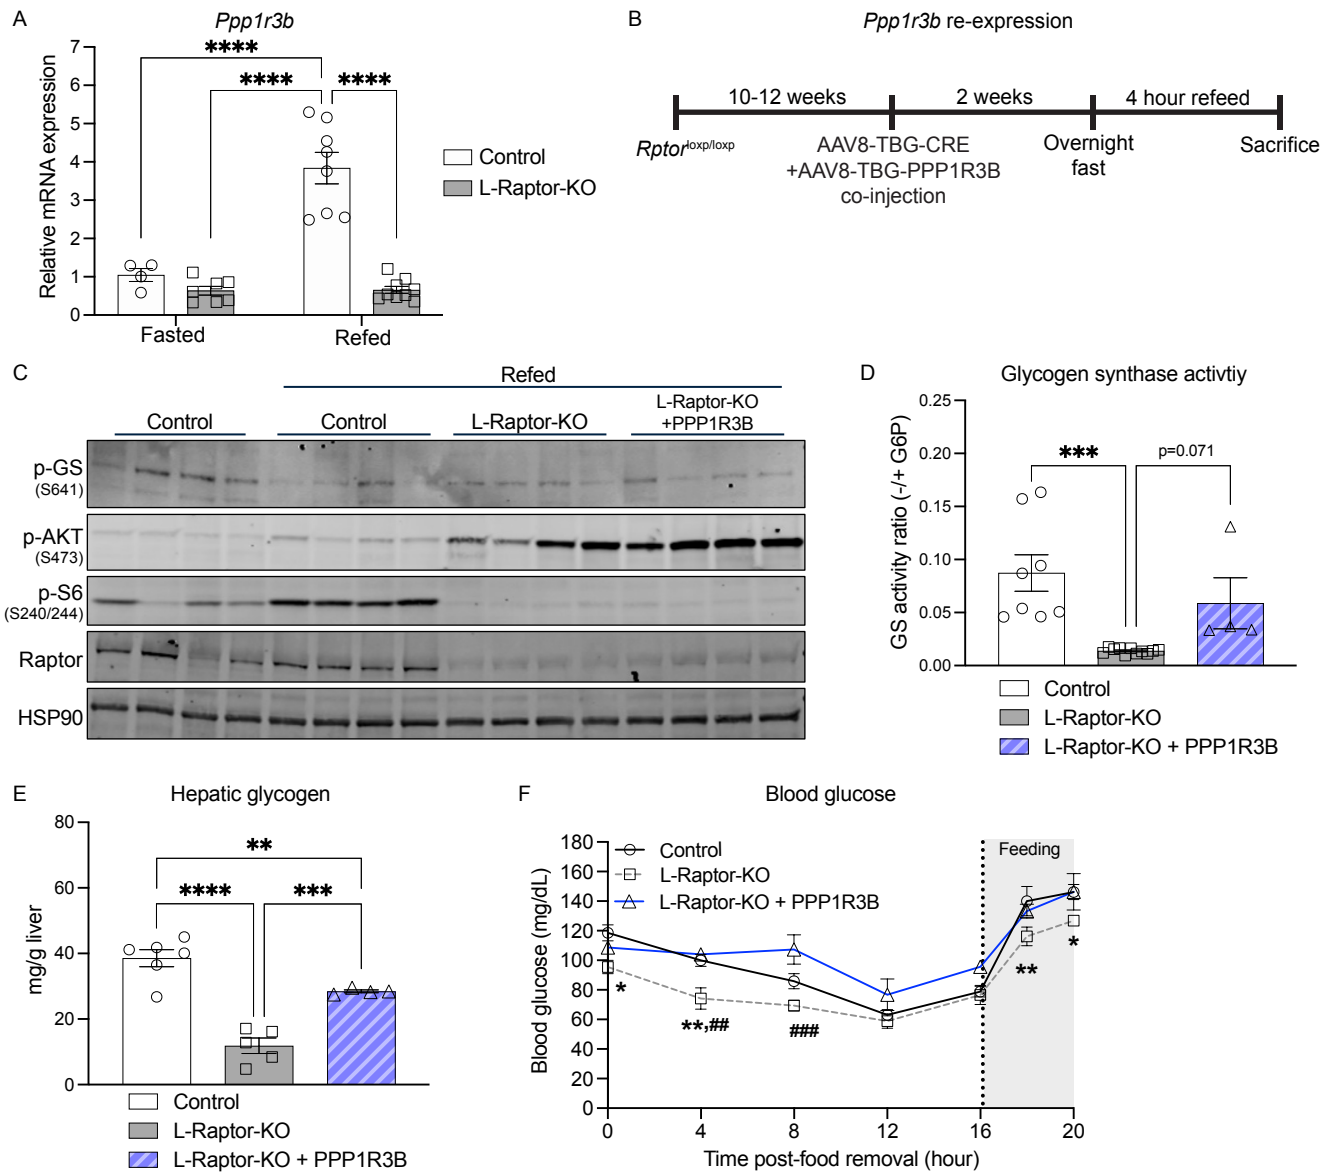 A
Ppp1r3b
Relative mRNA expression
7
6
5
4
3
2
1
0
****
****
****
Fasted
Refed
Control
L-Raptor-KO
B
Ppp1r3b re-expression
10-12 weeks
2 weeks
4 hour refeed
Rptorloxp/loxp
AAV8-TBG-CRE
+AAV8-TBG-PPP1R3B
co-injection
Overnight
fast
Sacrifice
C
Refed
Control
Control
L-Raptor-KO
L-Raptor-KO
+PPP1R3B
p-GS
(S641)
p-AKT
(S473)
p-S6
(S240/244)
Raptor
HSP90
D
Glycogen synthase activtiy
GS activity ratio (-/+ G6P)
0.25
0.20
0.15
0.10
0.05
0.00
***
p=0.071
Control
L-Raptor-KO
L-Raptor-KO + PPP1R3B
E
Hepatic glycogen
mg/g liver
80
60
40
20
0
**
****
***
Control
L-Raptor-KO
L-Raptor-KO + PPP1R3B
F
Blood glucose
Blood glucose (mg/dL)
180
160
140
120
100
80
60
40
20
0
Control
L-Raptor-KO
L-Raptor-KO + PPP1R3B
Feeding
*
**,##
###
**
*
0
4
8
12
16
20
Time post-food removal (hour)